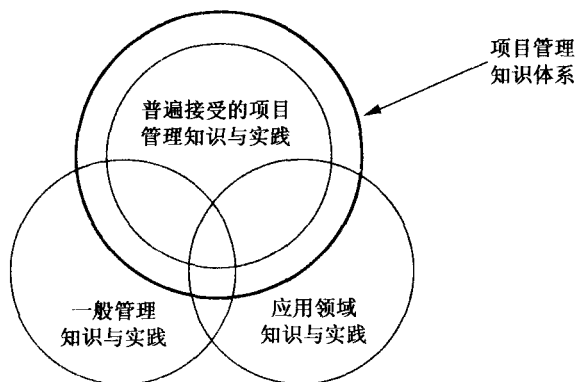 项目管理
知识体系
普遍接受的项目
管理知识与实践
一般管理
知识与实践
应用领域
知识与实践